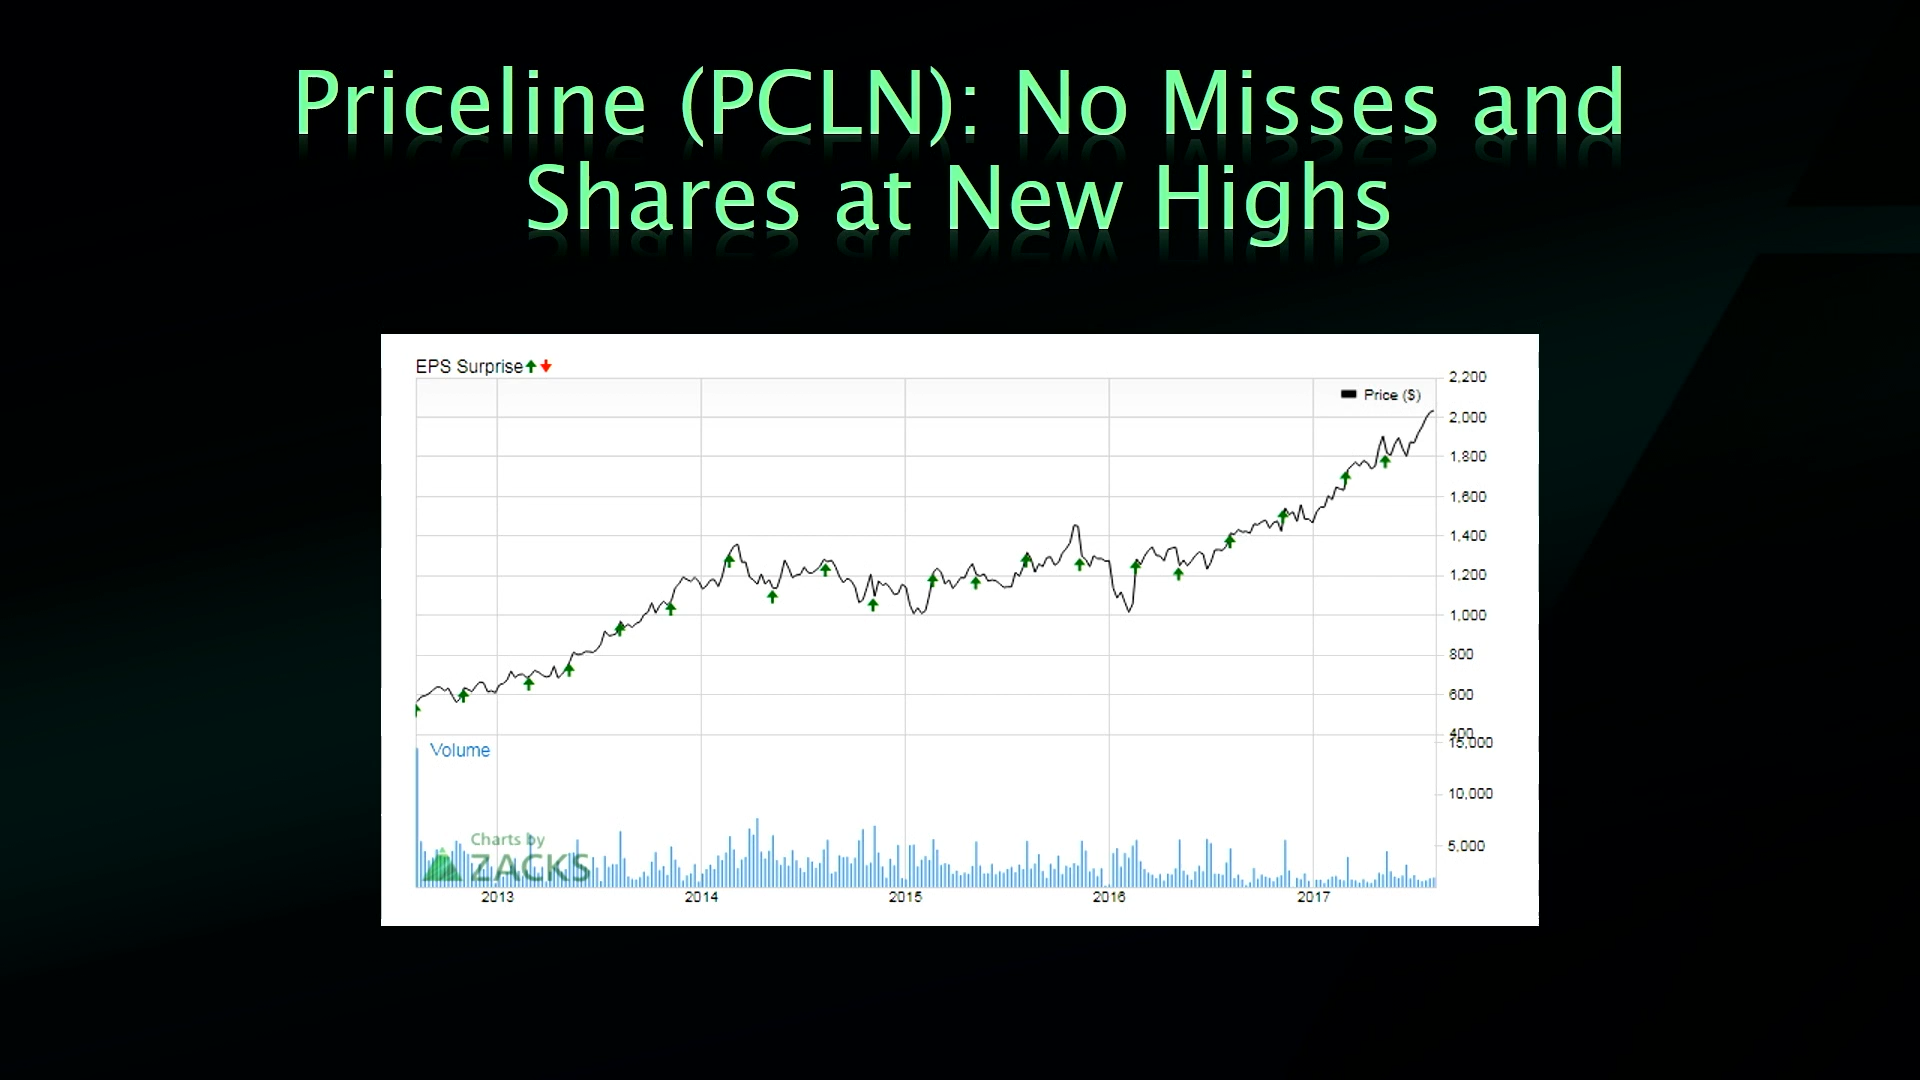 Priceline (PCLN): No Misses and
Shares at New Highs
EPS Surprise
Price ($)
2,200
2,000
1,800
1,600
1,400
1,200
1,000
800
600
400
Volume
15,000
10,000
5,000
Charts by
ZACKS
2013 2014 2015 2016 2017